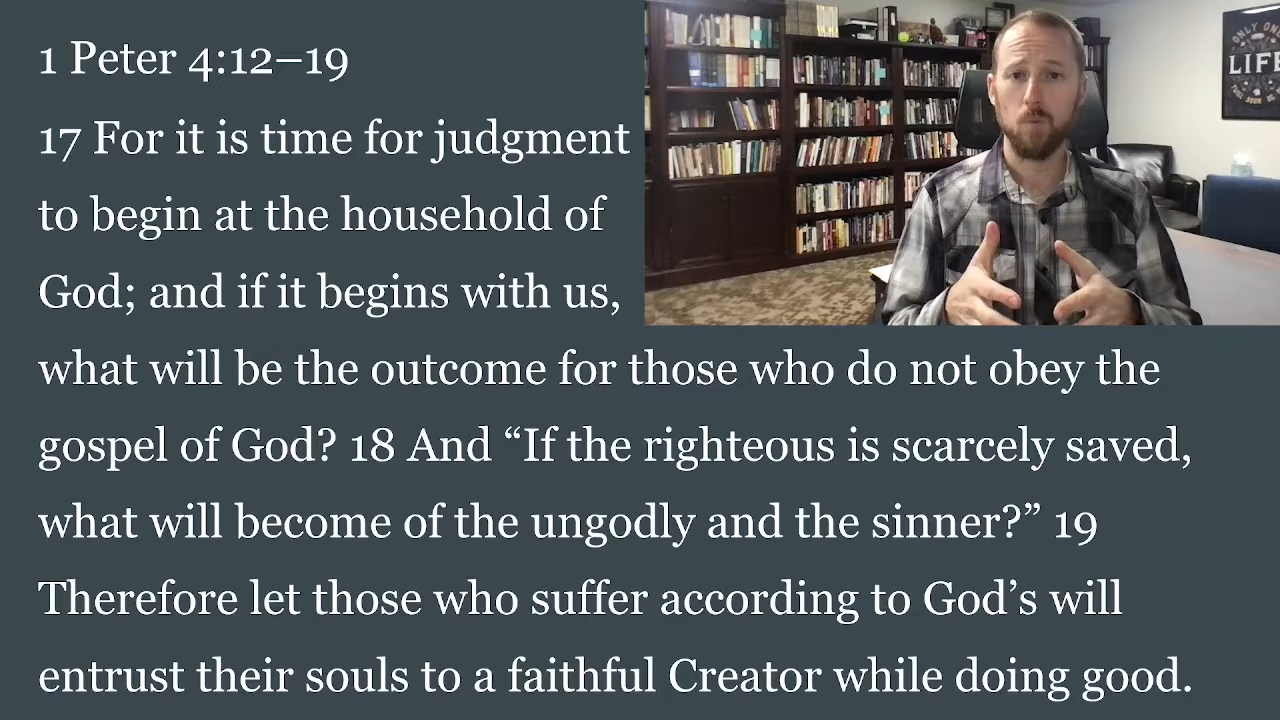 1 Peter 4:12–19
17 For it is time for judgment
to begin at the household of
God; and if it begins with us,
what will be the outcome for those who do not obey the
gospel of God? 18 And “If the righteous is scarcely saved,
what will become of the ungodly and the sinner?” 19
Therefore let those who suffer according to God’s will
entrust their souls to a faithful Creator while doing good.
ONLY ON
LIFE